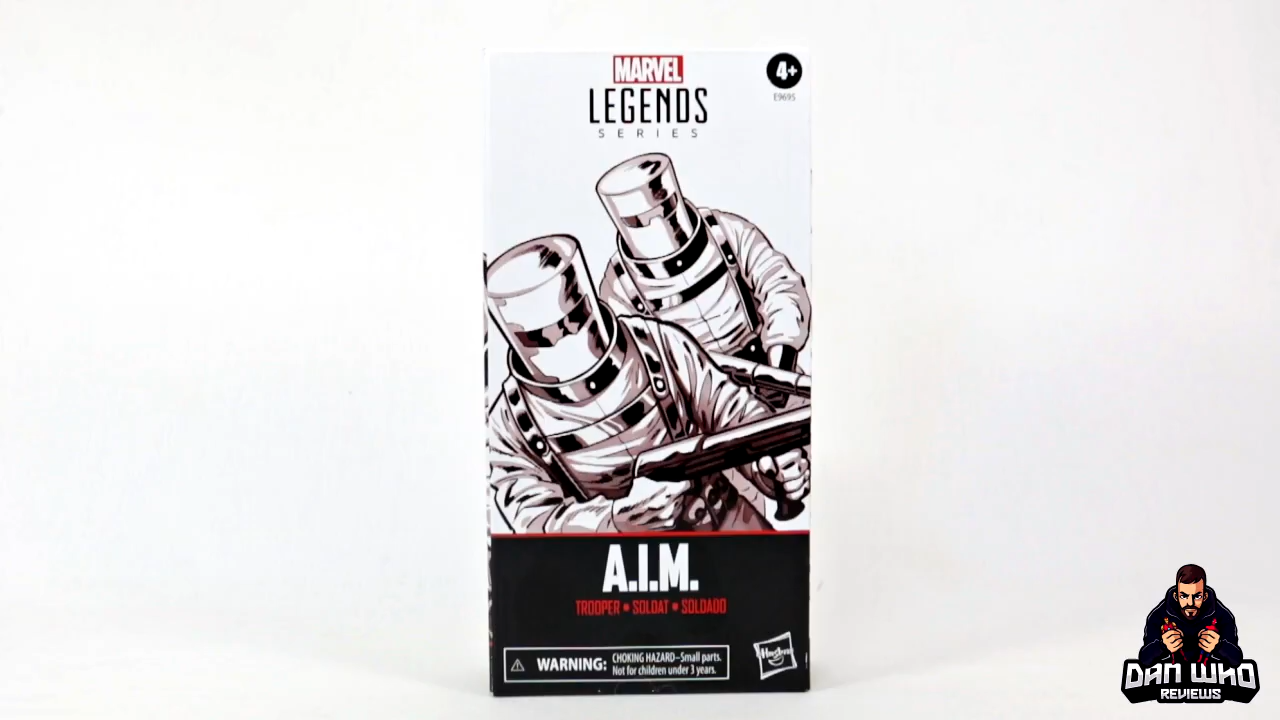 MARVEL
LEGENDS
SERIES
4+
E9695
A.I.M.
TROOPER • SOLDAT • SOLDADO
WARNING: CHOKING HAZARD–Small parts.
Not for children under 3 years.
Hasbro
DAN WHO
REVIEWS